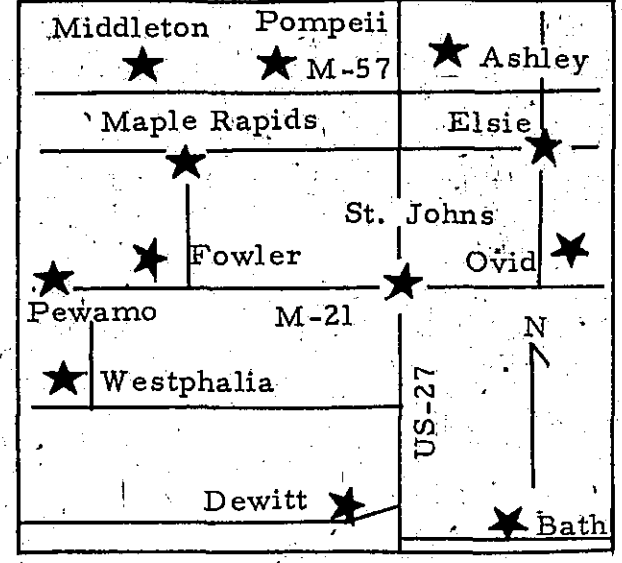 Middleton
Pompeii
M-57
Ashley
Maple Rapids
Elsie
St. Johns
Fowler
Ovid
Pewamo
M-21
N
Westphalia
US-27
Dewitt
Bath